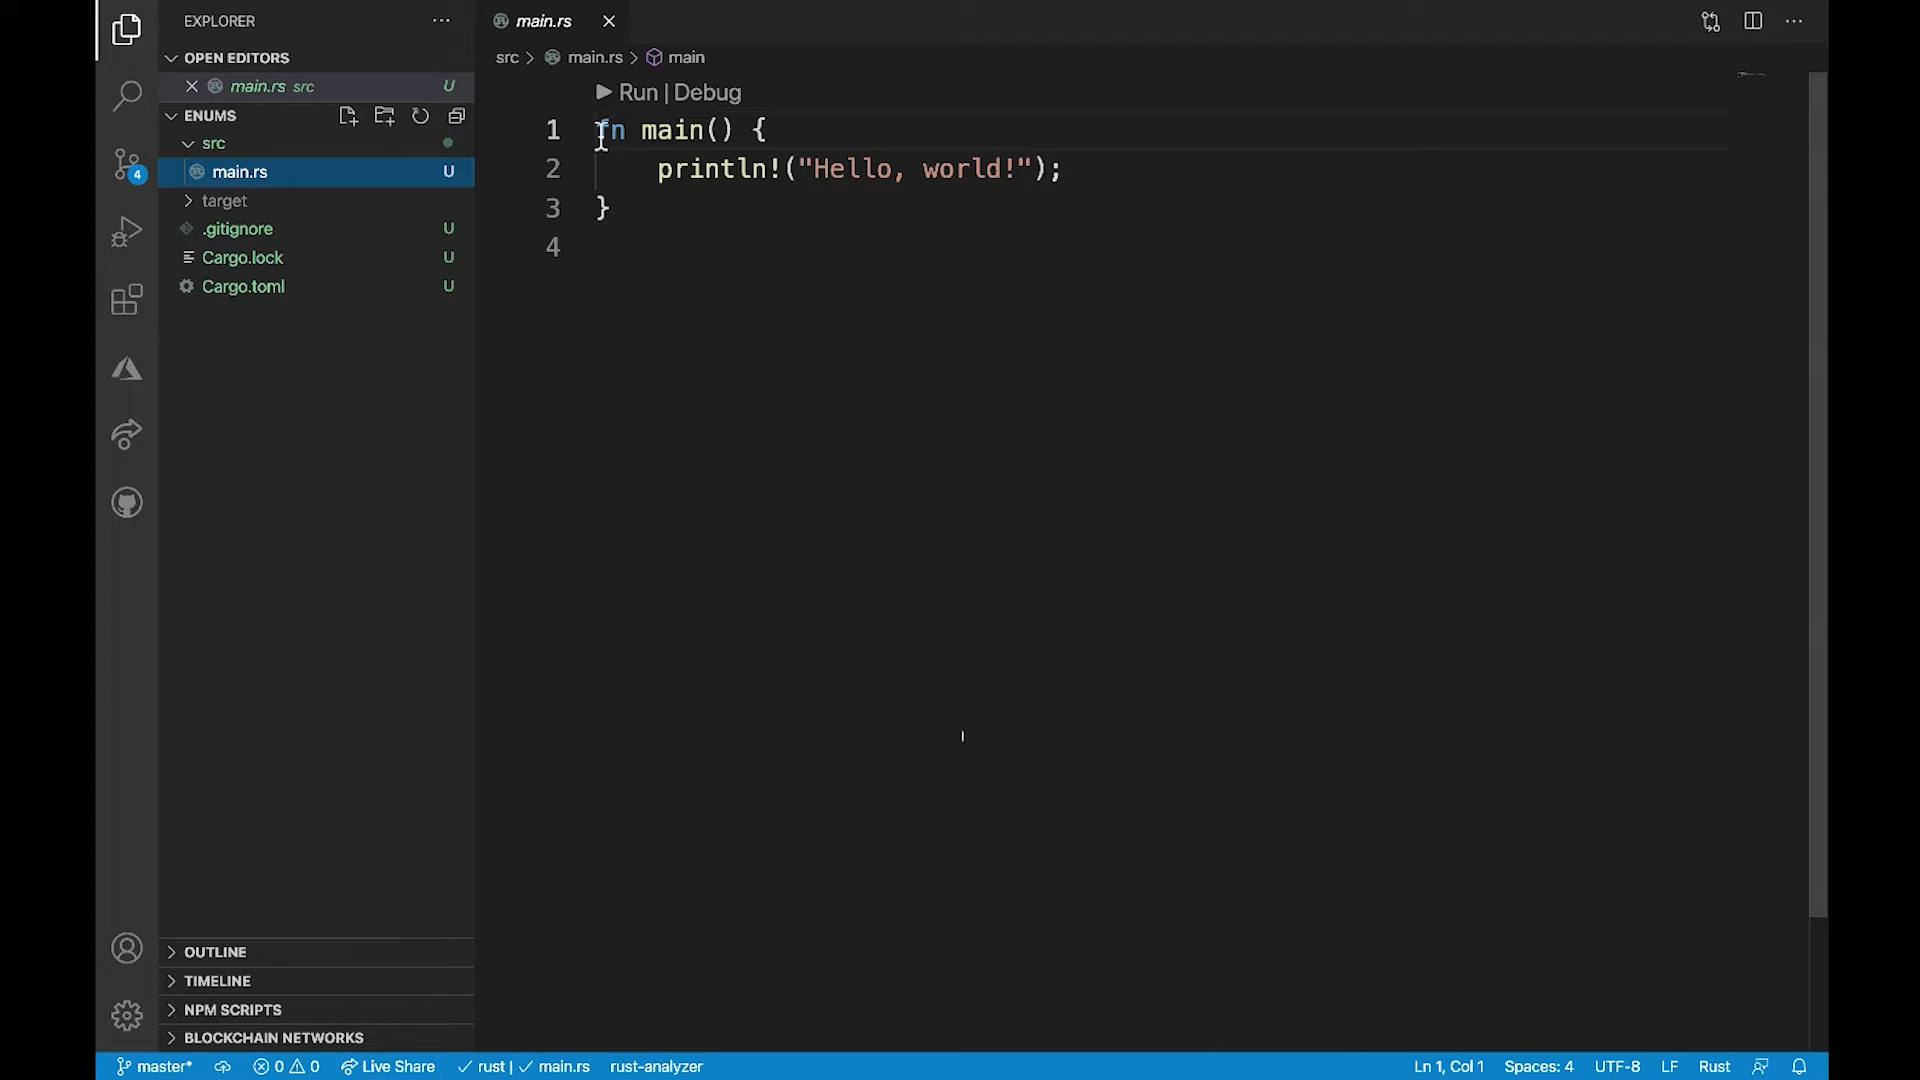 EXPLORER
OPEN EDITORS
main.rs src U
ENUMS
src
main.rs U
target
.gitignore U
Cargo.lock U
Cargo.toml U
OUTLINE
TIMELINE
NPM SCRIPTS
BLOCKCHAIN NETWORKS
4
main.rs
src > main.rs > main
Run | Debug
1 fn main() {
2 println!("Hello, world!");
3 }
4
master* 0 0 Live Share rust | main.rs rust-analyzer Ln 1, Col 1 Spaces: 4 UTF-8 LF Rust